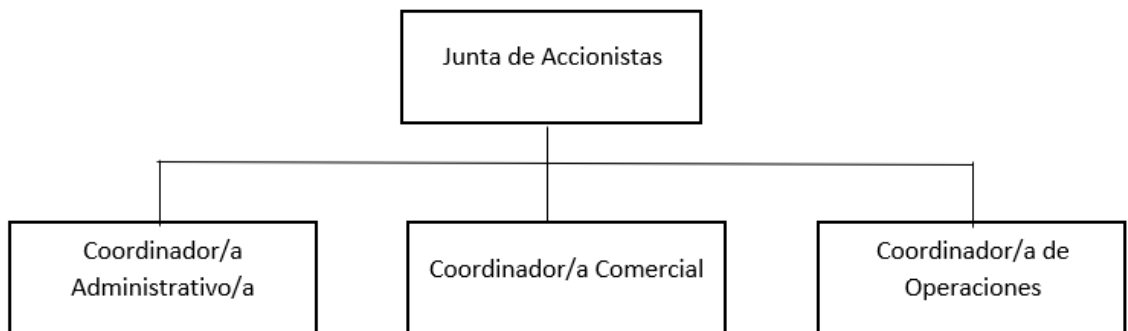 Junta de Accionistas
Coordinador/a
Administrativo/a
Coordinador/a Comercial
Coordinador/a de
Operaciones